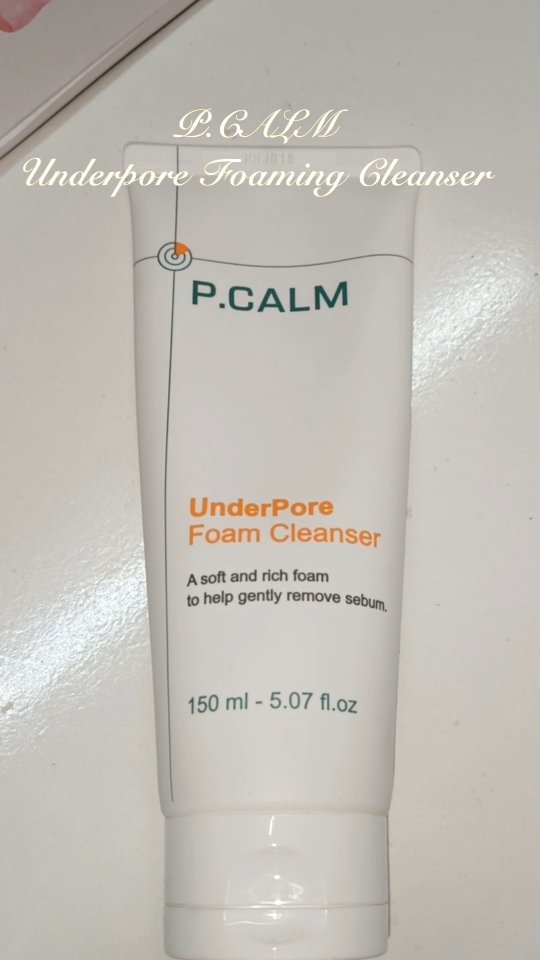 P.CALM
Underpore Foaming Cleanser
P.CALM
UnderPore
Foam Cleanser
A soft and rich foam
to help gently remove sebum.
150 ml - 5.07 fl.oz